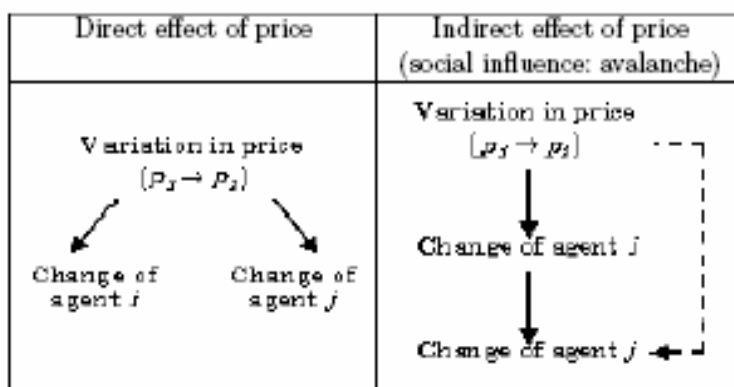 Direct effect of price
Variation in price
Change of
agent i
Change of
agent j
Indirect effect of price
(social influence: avalanche)
Variation in price
Change of agent
Change of agent j